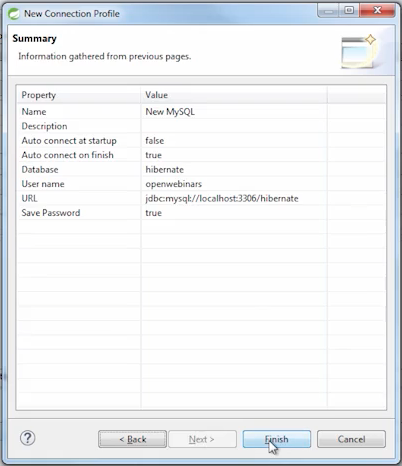 New Connection Profile
Summary
Information gathered from previous pages.
Property Value
Name New MySQL
Description
Auto connect at startup false
Auto connect on finish true
Database hibernate
User name openwebinars
URL jdbc:mysql://localhost:3306/hibernate
Save Password true
? < Back Next > Finish Cancel